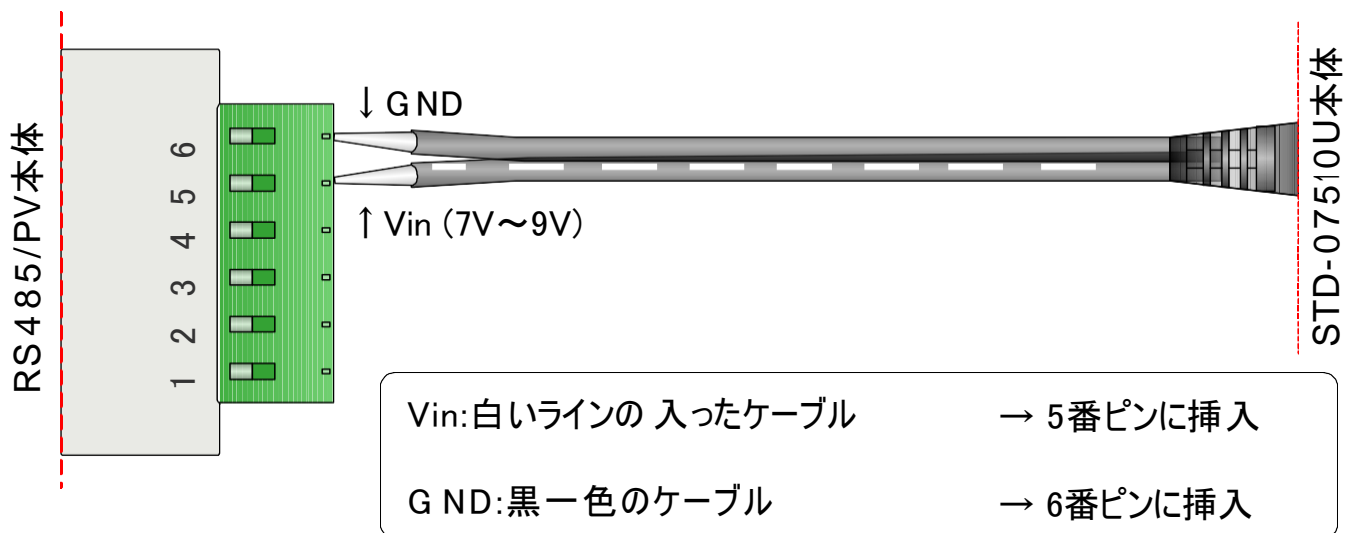 RS485/PV本体
6
5
4
3
2
1
↓GND
↑Vin (7V～9V)
STD-07510U本体
Vin:白いラインの入ったケーブル → 5番ピンに挿入
GND:黒一色のケーブル → 6番ピンに挿入